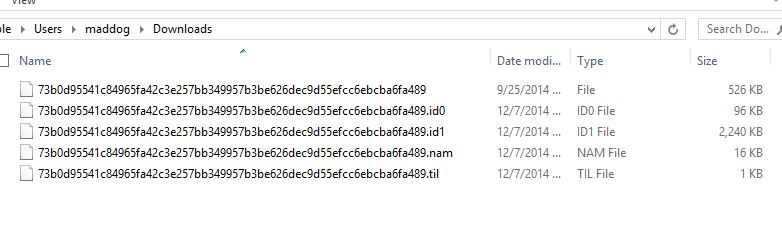 View
ple Users maddog Downloads Search Do...
Name Date modi... Type Size
73b0d95541c84965fa42c3e257bb349957b3be626dec9d55efcc6ebcba6fa489 9/25/2014 ... File 526 KB
73b0d95541c84965fa42c3e257bb349957b3be626dec9d55efcc6ebcba6fa489.id0 12/7/2014 ... ID0 File 96 KB
73b0d95541c84965fa42c3e257bb349957b3be626dec9d55efcc6ebcba6fa489.id1 12/7/2014 ... ID1 File 2,240 KB
73b0d95541c84965fa42c3e257bb349957b3be626dec9d55efcc6ebcba6fa489.nam 12/7/2014 ... NAM File 16 KB
73b0d95541c84965fa42c3e257bb349957b3be626dec9d55efcc6ebcba6fa489.til 12/7/2014 ... TIL File 1 KB